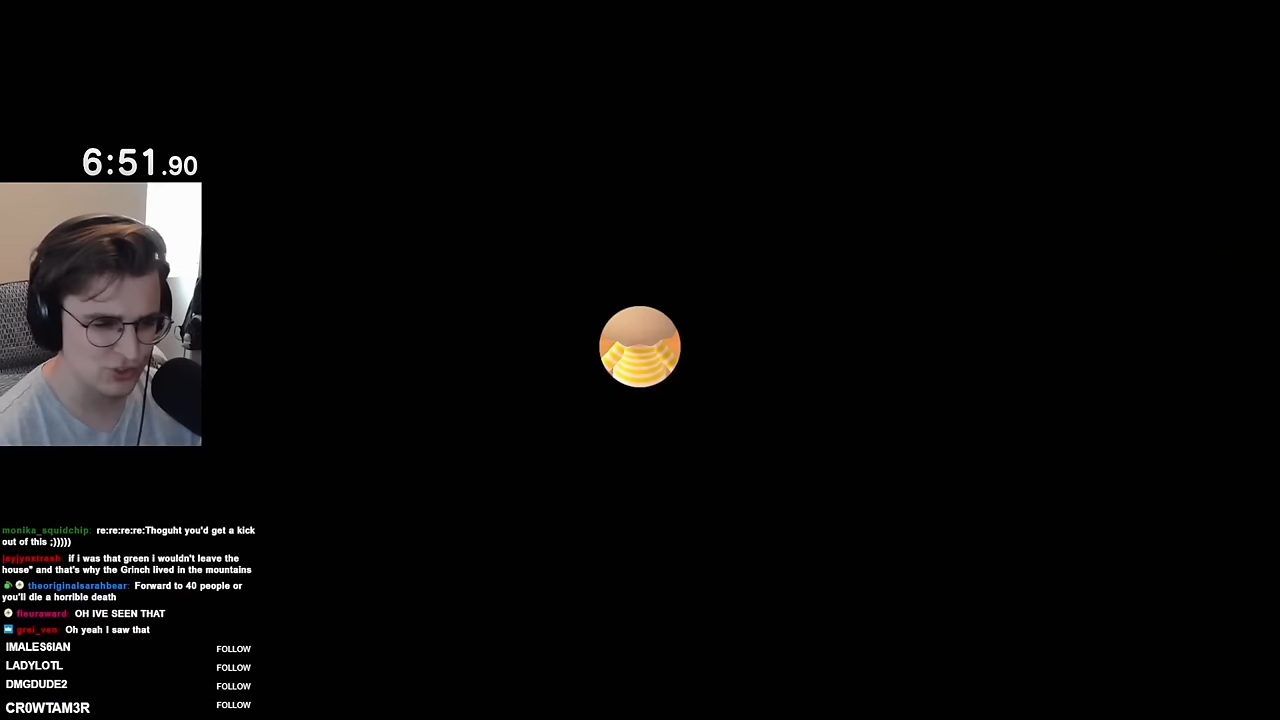 6:51.90
monika_squidchip: re:re:re:re:Thoguht you'd get a kick
out of this ;)))))
jayjynxtrash: if i was that green i wouldn't leave the
house" and that's why the Grinch lived in the mountains
theoriginalsarahbear: Forward to 40 people or
you'll die a horrible death
fleuraward: OH IVE SEEN THAT
grei_ven: Oh yeah I saw that
IMALES6IAN FOLLOW
LADYLOTL FOLLOW
DMGDUDE2 FOLLOW
CR0WTAM3R FOLLOW